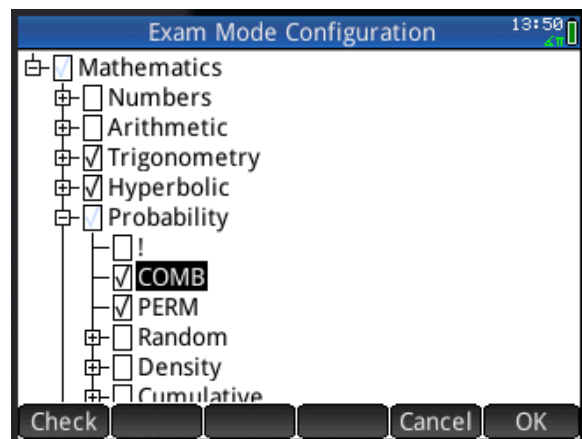 Exam Mode Configuration 13:50
∠π
Mathematics
Numbers
Arithmetic
Trigonometry
Hyperbolic
Probability
!
COMB
PERM
Random
Density
Cumulative
Check Cancel OK